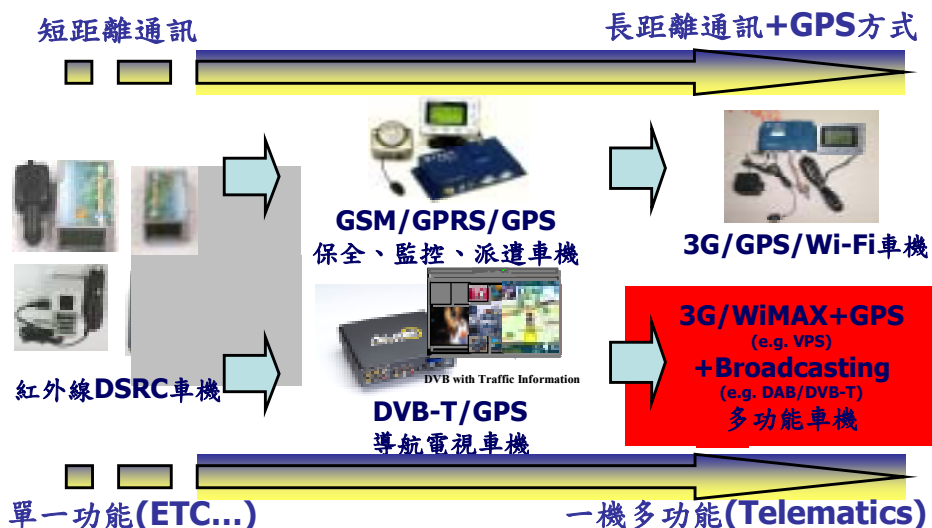 短距離通訊
長距離通訊+GPS方式
GSM/GPRS/GPS
保全、監控、派遣車機
3G/GPS/Wi-Fi車機
紅外線DSRC車機
DVB with Traffic Information
DVB-T/GPS
導航電視車機
3G/WiMAX+GPS
(e.g. VPS)
+Broadcasting
(e.g. DAB/DVB-T)
多功能車機
單一功能(ETC…)
一機多功能(Telematics)